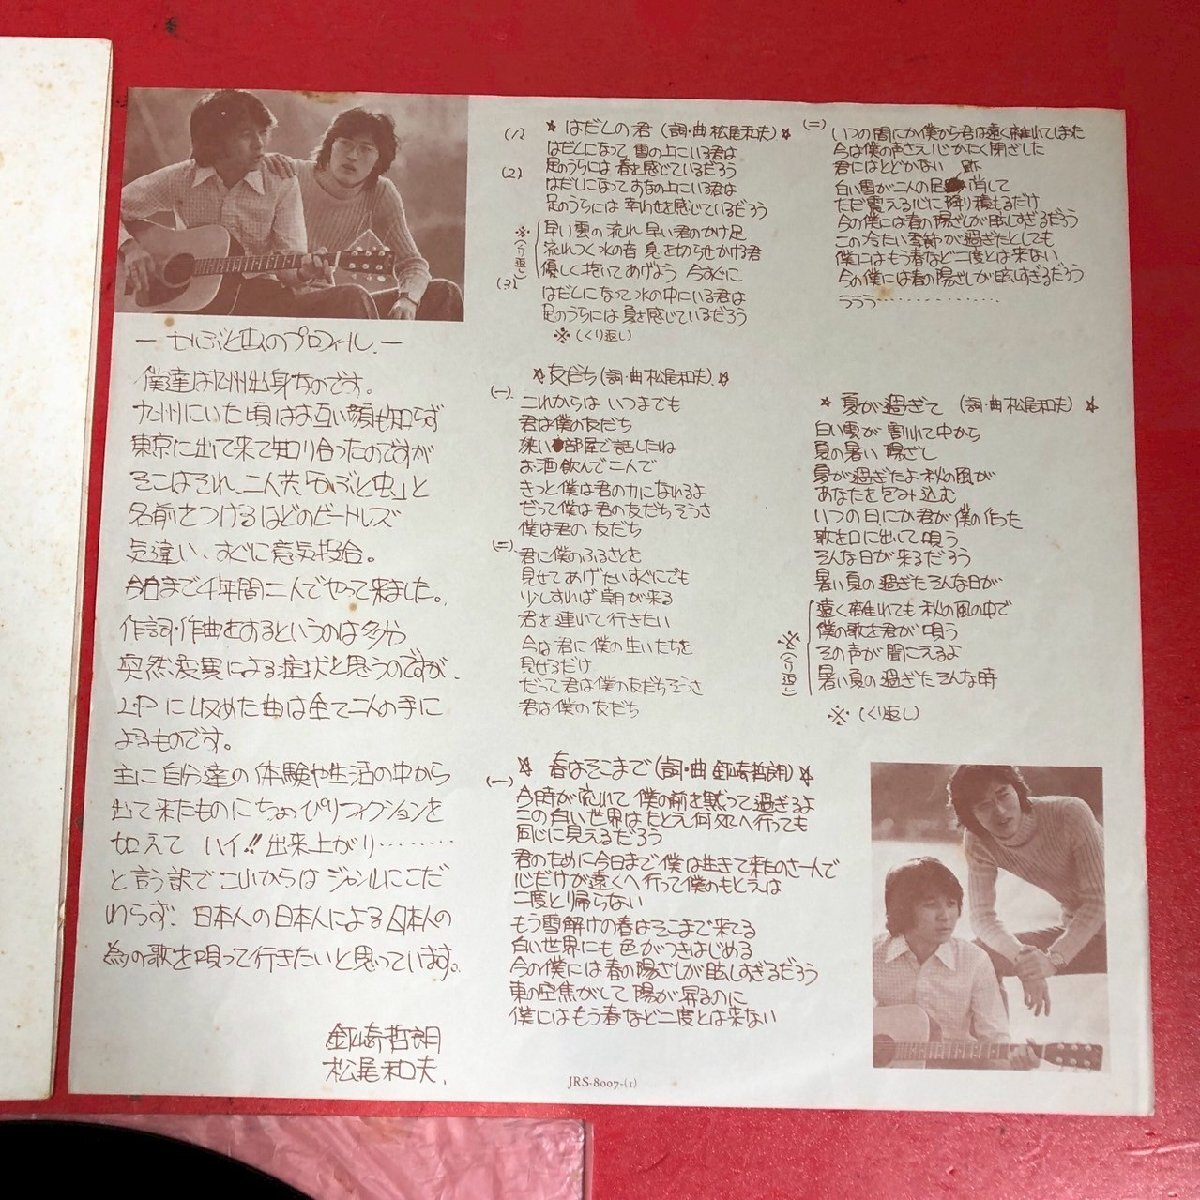 ― かぶと虫のプロフィル. ―
僕達は九州出身なのです。
九州にいた頃はお互い顔も知らず
東京に出て来て知り合ったのですが
そこはそれ、二人共「かぶと虫」と
名前をつけるほどのビートルズ
気違い、すぐに意気投合。
今日まで4年間二人でやって来ました。
作詞・作曲をするというのは多分
突然変異による症状と思うのですが、
L.Pに収めた曲は全て二人の手に
よるものです。
主に自分達の体験や生活の中から
出て来たものにちょっぴりフィクションを
加えて ハイ!!出来上がり………
と言う訳でこれからは ジャンルにこだ
わらず、日本人の日本人による日本人の
為の歌を唄って行きたいと思っています。
釘崎哲朗
松尾和夫.
☆ はだしの君 (詞・曲 松尾和夫) ☆
(1) はだしになって 雪の上にいる君は
足のうらには 春を感じているだろう
(2) はだしになって の上にいる君は
足のうらには 幸わせを感じているだろう
※(くり返し) 早い雲の流れ 早い君のかけ足
流れつく水の音 息をわらせかける君
優しく抱いてあげよう 今すぐに
(3) はだしになって水の中にいる君は
足のうらには 夏を感じているだろう
※(くり返し)
☆ 友だち (詞・曲 松尾和夫) ☆
(一) これからは いつまでも
君は僕の友だち
狭い部屋で話したね
お酒飲んで二人で
きっと僕は君の力になれるよ
だって僕は君の友だちそうさ
僕は君の友だち
(二) 君に僕のふるさとを
見せてあげたいすぐにでも
少しすれば 朝が来る
君を連れて行きたい
今は君に僕の生いたちを
見せるだけ
だって君は僕の友だちそうさ
君は僕の友だち
☆ 春はそこまで (詞・曲 釘崎哲朗) ☆
(一) 今時が流れて 僕の前を黙って過ぎるよ
この白い世界は たとえ何処へ行っても
同じに見えるだろう
君のために今日まで僕は生きて来たのさ一人で
心だけが遠くへ行って僕のもとえは
二度とり帰らない
もう雪解けの春はそこまで来てる
白い世界にも色がつきはじめる
今の僕には春の陽ざしが眩しすぎるだろう
東の空焦がして 陽が昇るのに
僕にはもう春など二度とは来ない
(二) いつの間にか僕から君は遠く離れてしまた
今は僕の声さえ心かたく閉ざした
君にはとどかない
白い雪が二人の足 消して
ただ震える心に 降り積るだけ
今の僕には春の陽ざしが眩しすぎるだろう
この冷たい季節が過ぎたとしても
僕にはもう春など二度とは来ない
今の僕には春の陽ざしが眩しすぎるだろう
ララララ…………
☆ 夏が過ぎて (詞・曲 松尾和夫) ☆
白い雲が 割れて中から
夏の暑い 陽ざし
夏が過ぎたよ 秋の風が
あなたを包み込む
いつの日にか君が僕の作った
歌を口に出して唄う
そんな日が来るだろう
暑い夏の過ぎたそんな日が
※(くり返し) 遠く離れても 秋の風の中で
僕の歌を君が唄う
その声が聞こえるよ
暑い夏の過ぎたそんな時
※ (くり返し)
JRS-8007-(1)